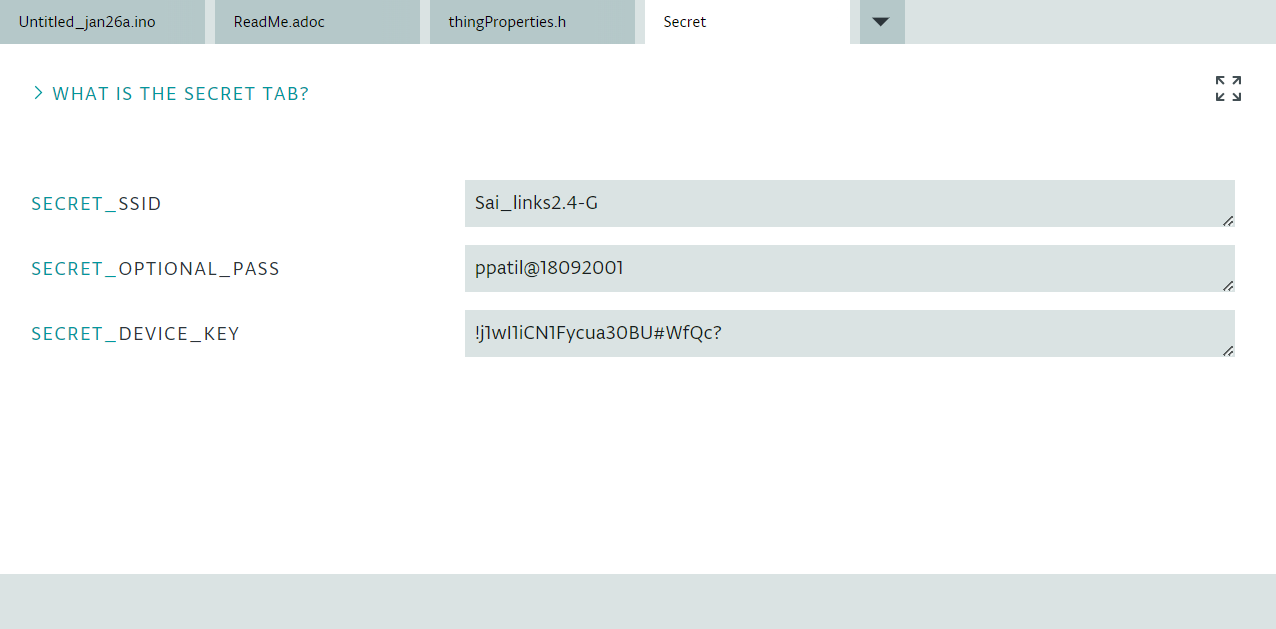 Untitled_jan26a.ino ReadMe.adoc thingProperties.h Secret
> WHAT IS THE SECRET TAB?
SECRET_SSID Sai_links2.4-G
SECRET_OPTIONAL_PASS ppatil@18092001
SECRET_DEVICE_KEY !j1wI1iCN1Fycua30BU#WfQc?